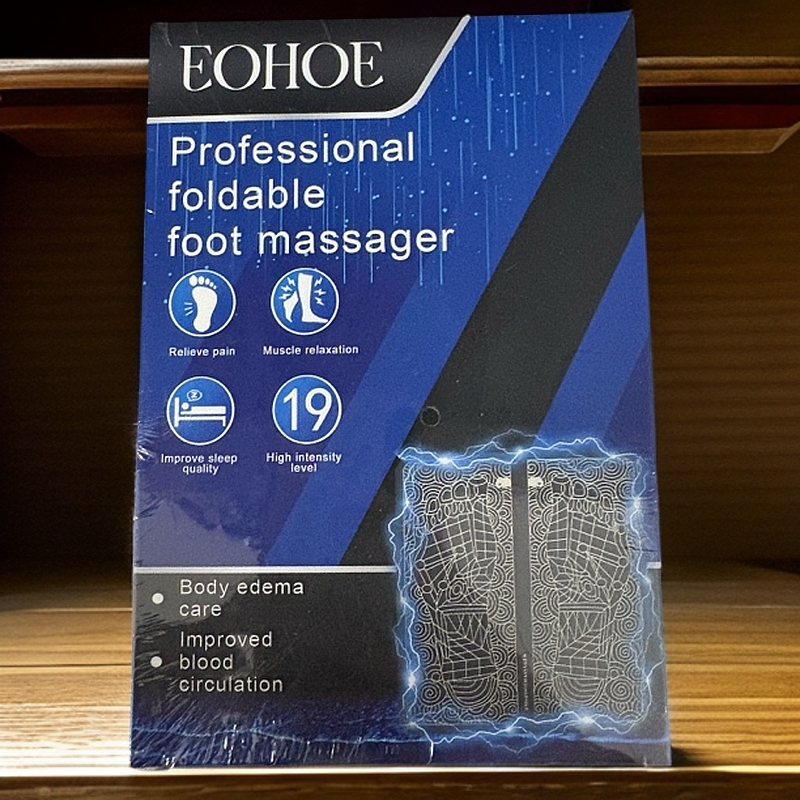 EOHOE
Professional
foldable
foot massager
Relieve pain
Muscle relaxation
Z
Improve sleep
quality
19
High intensity
level
Body edema
care
Improved
blood
circulation